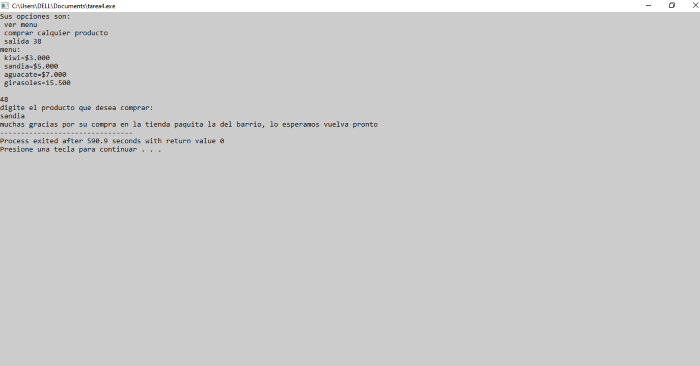 C:\Users\DELL\Documents\tarea4.exe
Sus opciones son:
ver menu
comprar calquier producto
salida 38
menu:
kiwi=$3.000
sandia=$5.000
aguacate=$7.000
girasoles=15.500
48
digite el producto que desea comprar:
sandia
muchas gracias por su compra en la tienda paquita la del barrio, lo esperamos vuelva pronto
--------------------------------
Process exited after 590.9 seconds with return value 0
Presione una tecla para continuar . . .